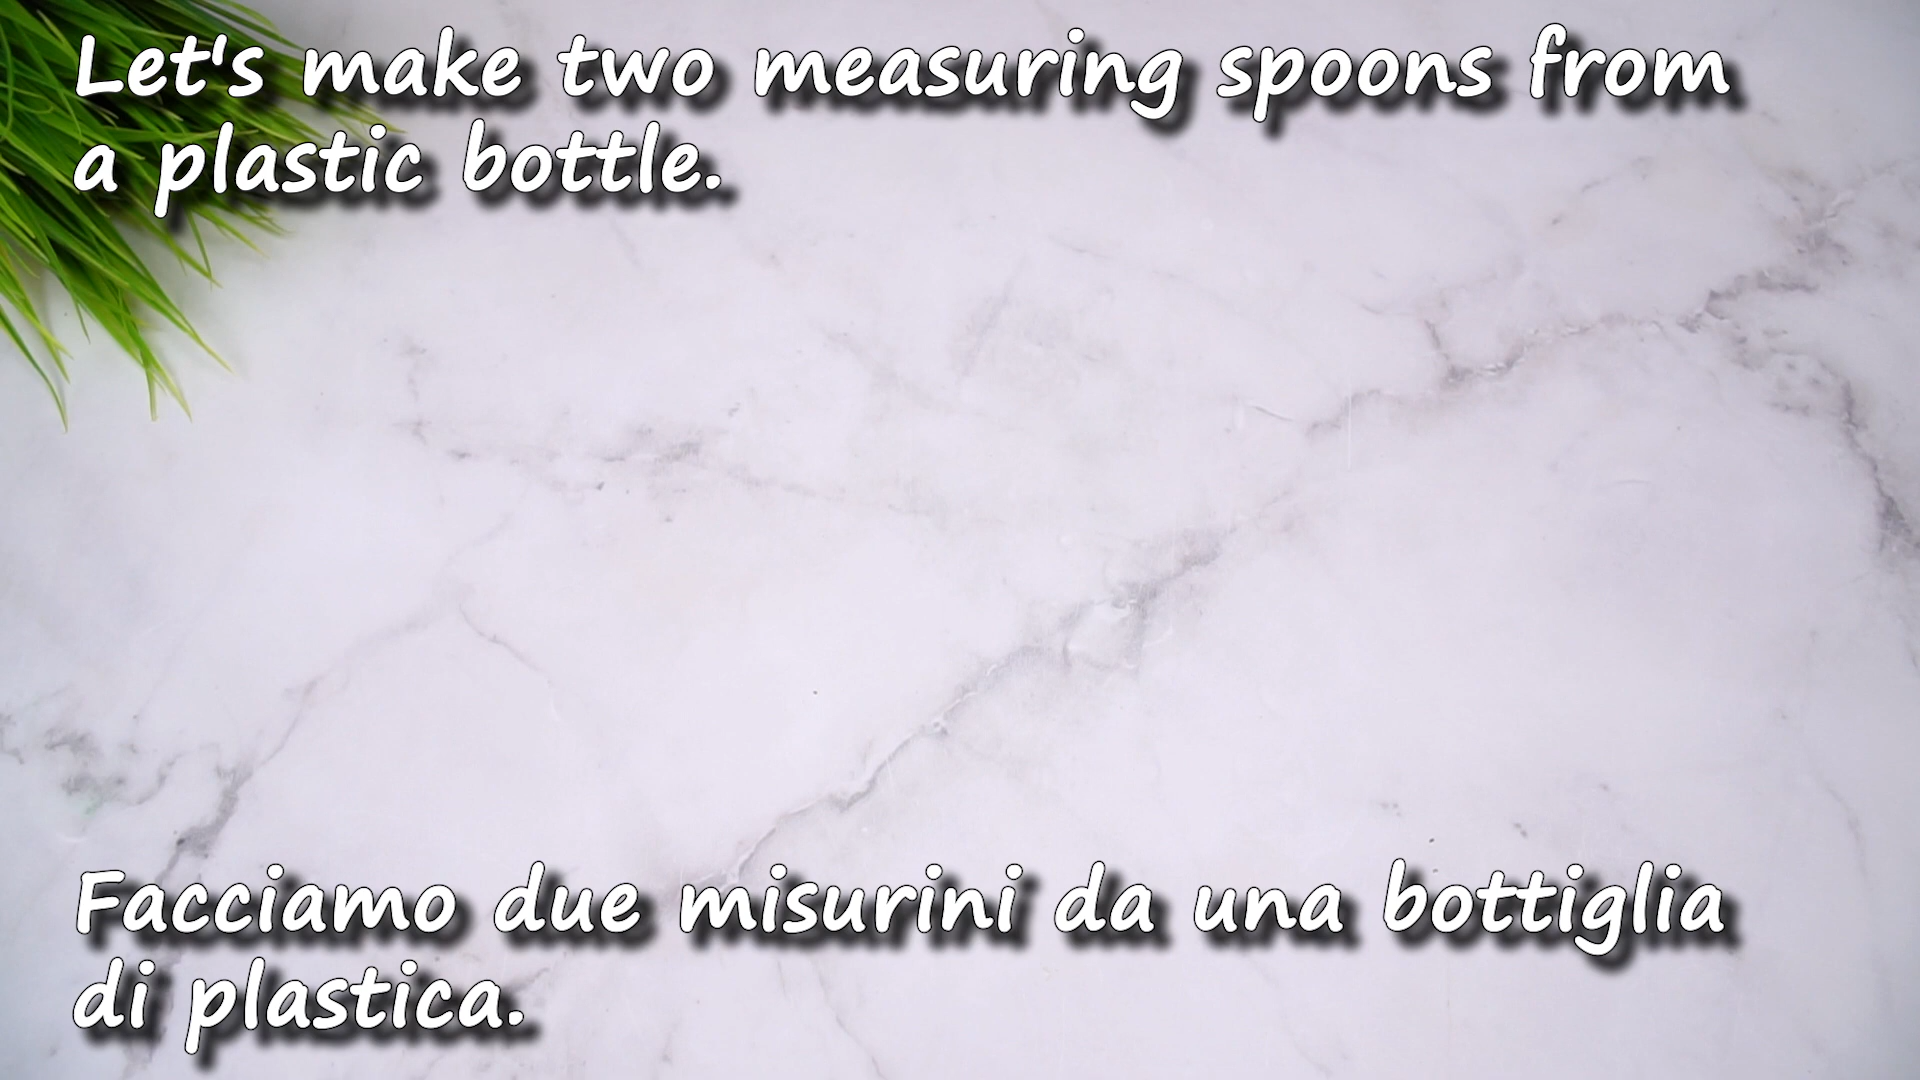 Let's make two measuring spoons from
a plastic bottle.
Facciamo due misurini da una bottiglia
di plastica.